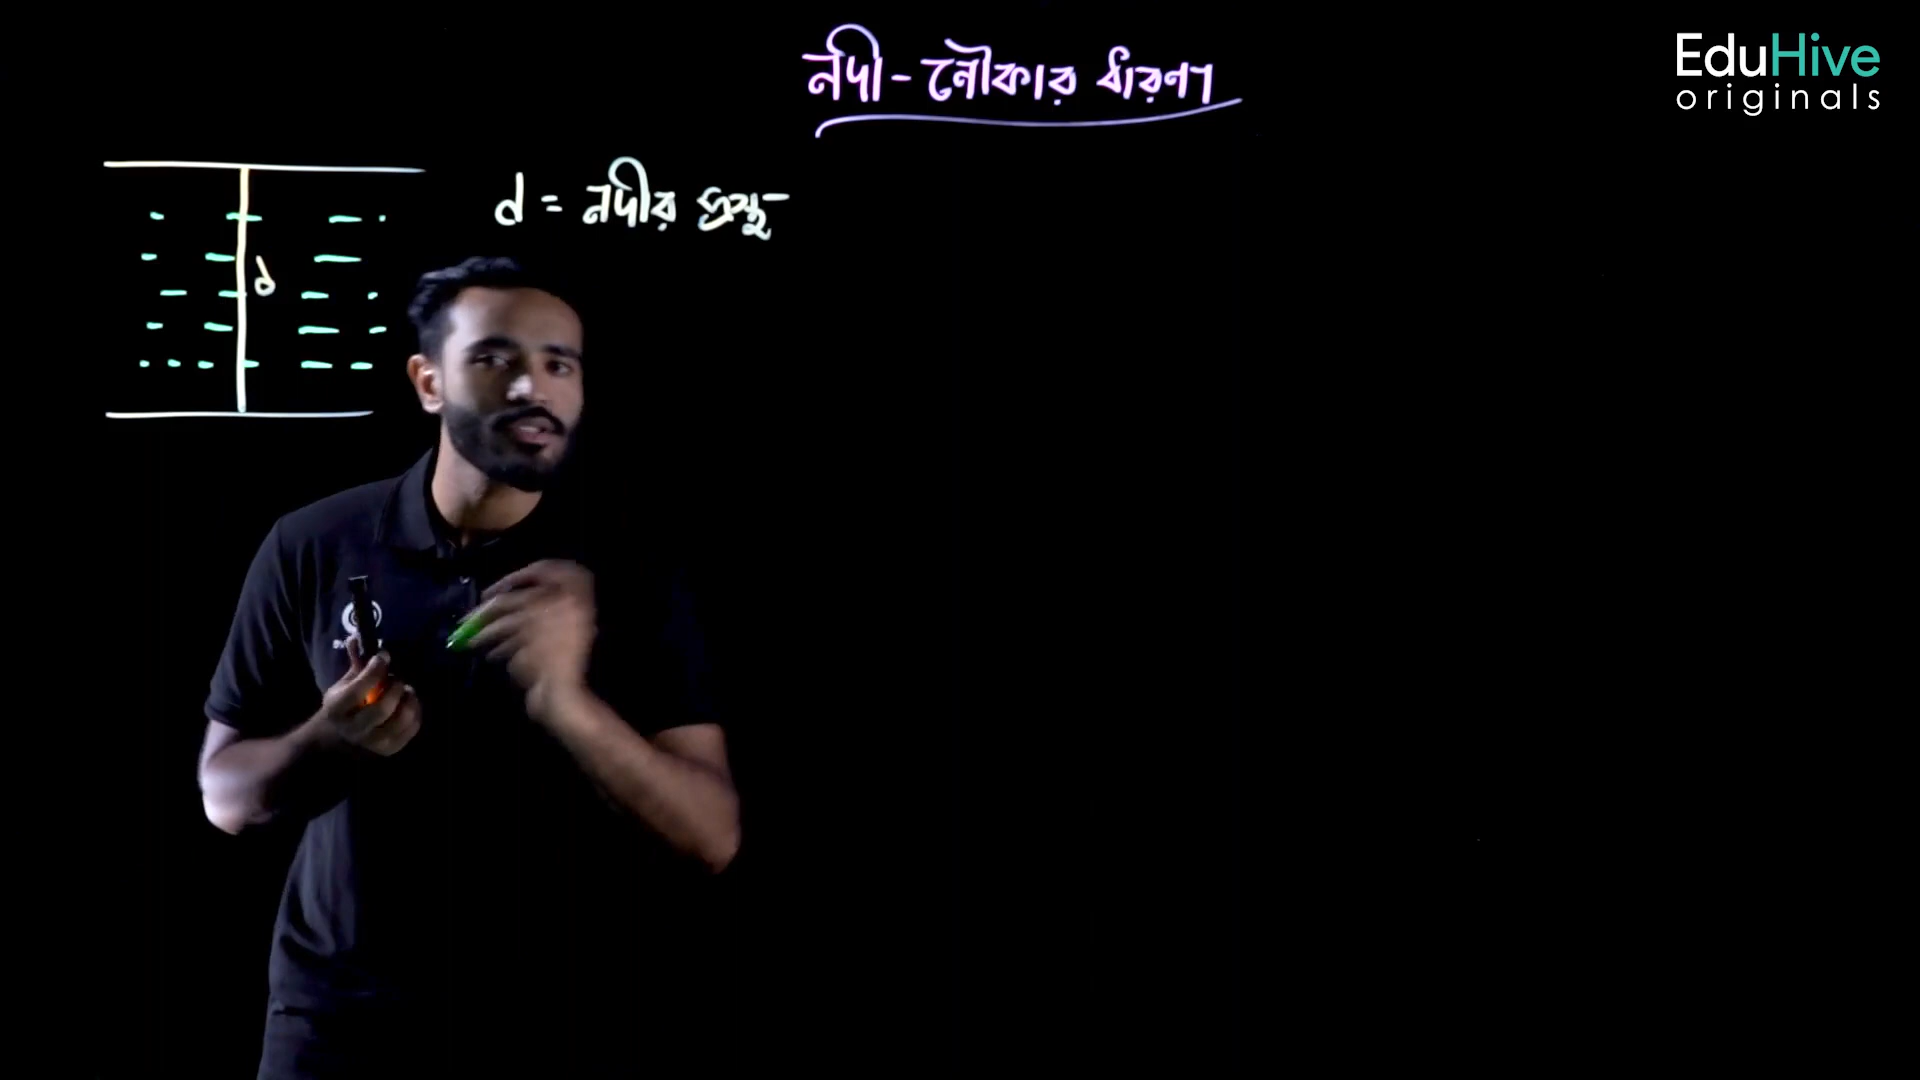 নদী - নৌকার ধারণা
EduHive
originals
d = নদীর প্রস্থ
d